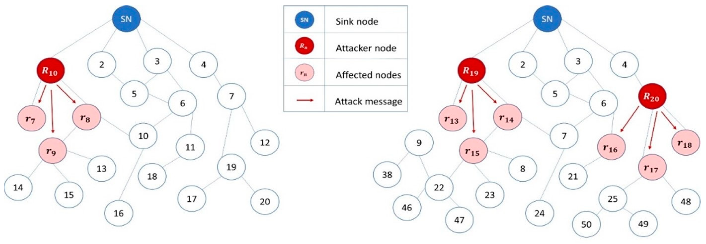 SN
2
3
4
R₁₀
5
6
7
r₇
r₈
10
12
r₉
11
13
19
14
15
18
16
17
20
SN Sink node
Rₙ Attacker node
rₙ Affected nodes
Attack message
SN
2
3
4
R₁₉
5
6
R₂₀
r₁₃
r₁₄
7
r₁₆
r₁₈
9
r₁₅
r₁₇
38
22
23
8
21
46
47
24
25
48
50
49